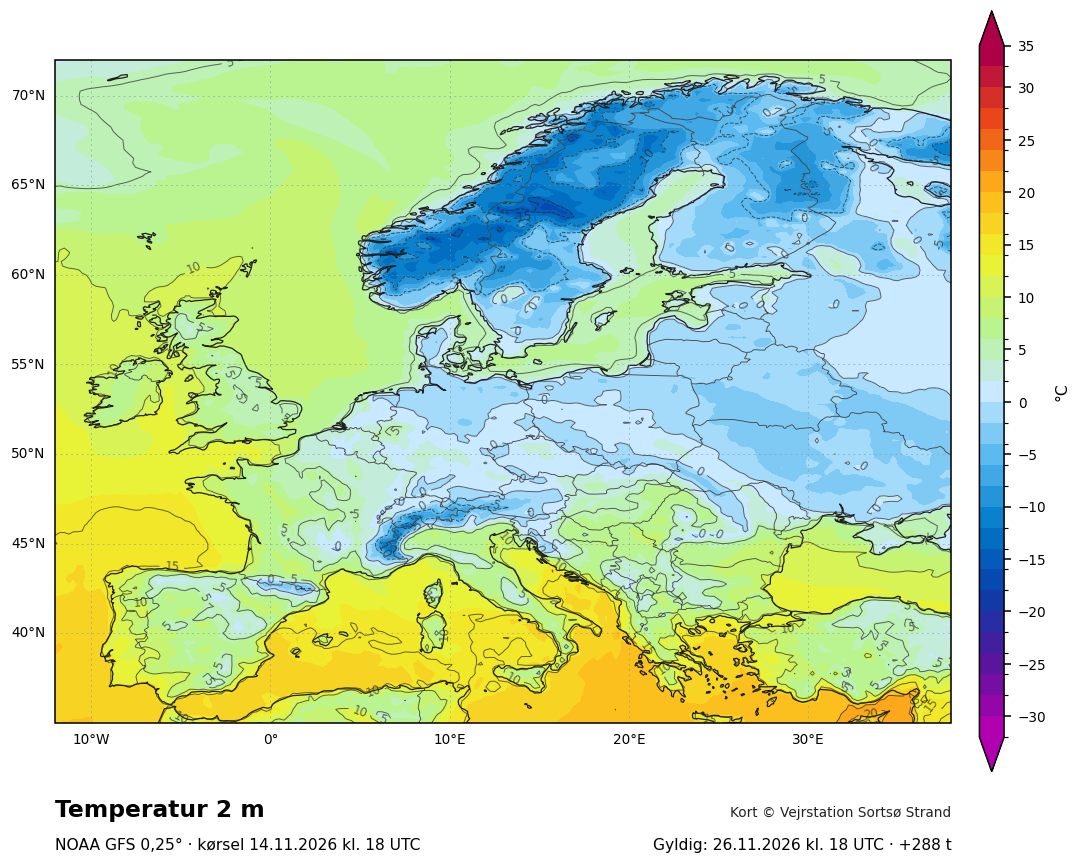 35
30
25
20
15
10
5
0
−5
−10
−15
−20
−25
−30
°C
70°N
65°N
60°N
55°N
50°N
45°N
40°N
10°W
0°
10°E
20°E
30°E
Temperatur 2 m
Kort © Vejrstation Sortsø Strand
NOAA GFS 0,25° · kørsel 14.11.2026 kl. 18 UTC
Gyldig: 26.11.2026 kl. 18 UTC · +288 t